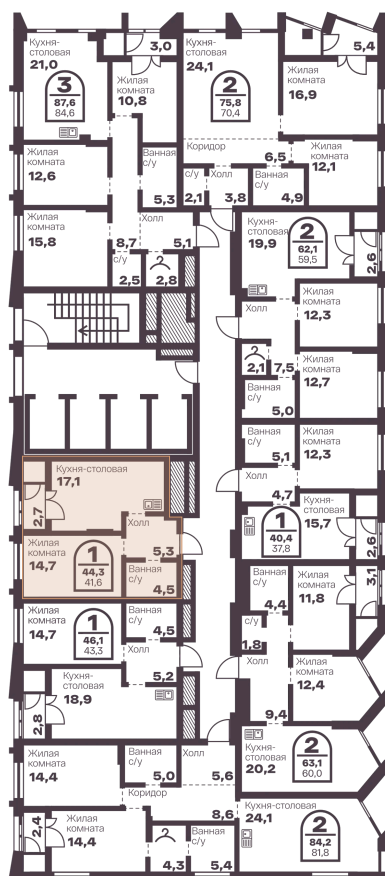 Кухня-
столовая
21,0
3
87,6
84,6
3,0
Жилая
комната
10,8
Кухня-
столовая
24,1
2
75,8
70,4
5,4
Жилая
комната
16,9
Жилая
комната
12,6
Ванная
с/у
5,3
Коридор
6,5
Жилая
комната
12,1
с/у
2,1
Холл
3,8
Ванная
с/у
4,9
Жилая
комната
15,8
Холл
8,7
5,1
с/у
2,5
2,8
Кухня-
столовая
19,9
2
62,1
59,5
2,6
Холл
Жилая
комната
12,3
2,1
7,5
Жилая
комната
12,7
Ванная
с/у
5,0
Ванная
с/у
5,1
Жилая
комната
12,3
Холл
4,7
Кухня-столовая
17,1
2,7
Холл
5,3
Жилая
комната
14,7
1
44,3
41,6
Ванная
с/у
4,5
1
40,4
37,8
Кухня-
столовая
15,7
2,6
Жилая
комната
14,7
1
46,1
43,3
Ванная
с/у
4,5
Холл
5,2
Кухня-
столовая
18,9
2,8
Ванная
с/у
4,4
Жилая
комната
11,8
3,1
с/у
1,8
Холл
9,4
Жилая
комната
12,4
Кухня-
столовая
20,2
2
63,1
60,0
Жилая
комната
14,4
Ванная
с/у
5,0
Холл
5,6
Коридор
8,6
2,4
Жилая
комната
14,4
4,3
Ванная
с/у
5,4
Кухня-столовая
24,1
2
84,2
81,8